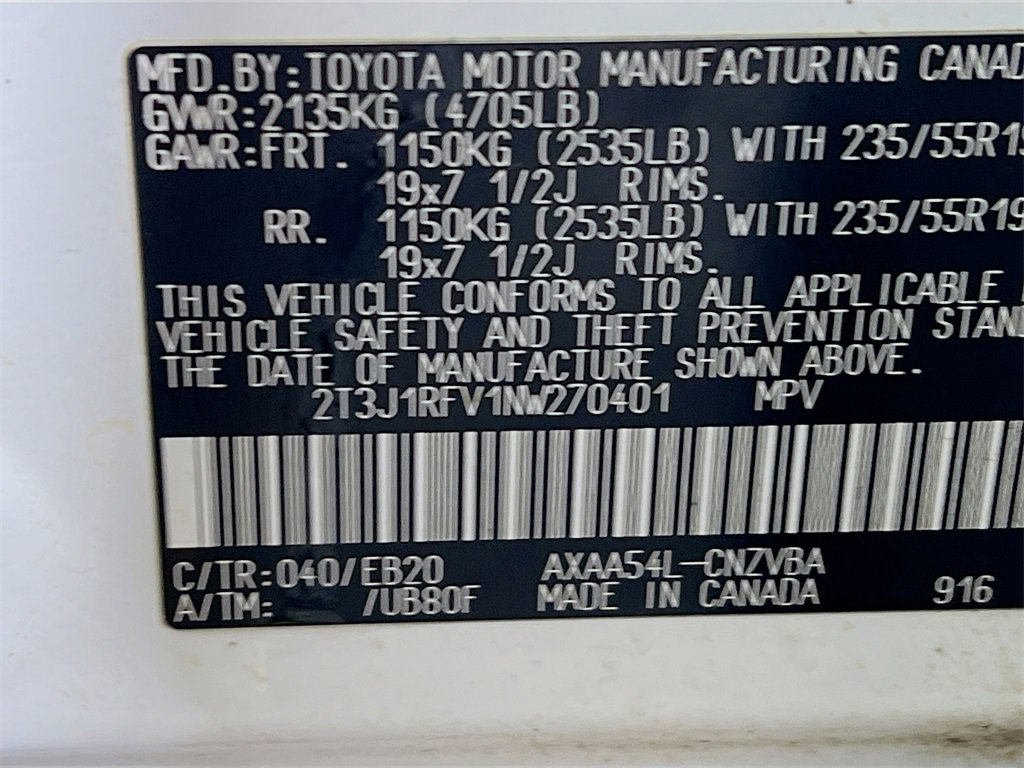 MFD. BY: TOYOTA MOTOR MANUFACTURING CANAD
GVWR: 2135KG (4705LB)
GAWR: FRT. 1150KG (2535LB) WITH 235/55R19
19x7 1/2J RIMS.
RR. 1150KG (2535LB) WITH 235/55R19
19x7 1/2J RIMS.
THIS VEHICLE CONFORMS TO ALL APPLICABLE
VEHICLE SAFETY AND THEFT PREVENTION STAN
THE DATE OF MANUFACTURE SHOWN ABOVE.
2T3J1RFV1NW270401 MPV
C/TR: 040/EB20 AXAA54L-CNZVBA
A/TM: /UB80F MADE IN CANADA 916